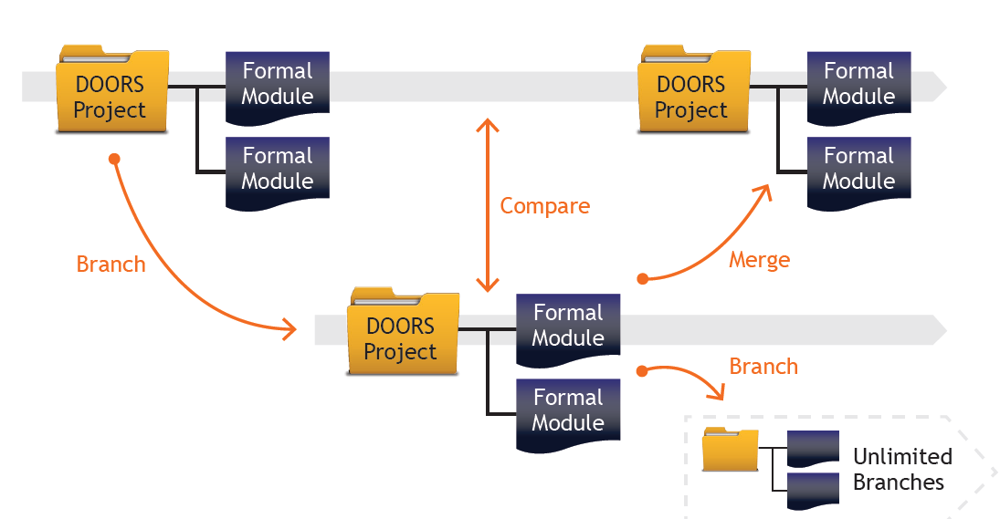 DOORS
Project
Formal
Module
Formal
Module
DOORS
Project
Formal
Module
Formal
Module
Compare
Branch
Merge
DOORS
Project
Formal
Module
Formal
Module
Branch
Unlimited
Branches